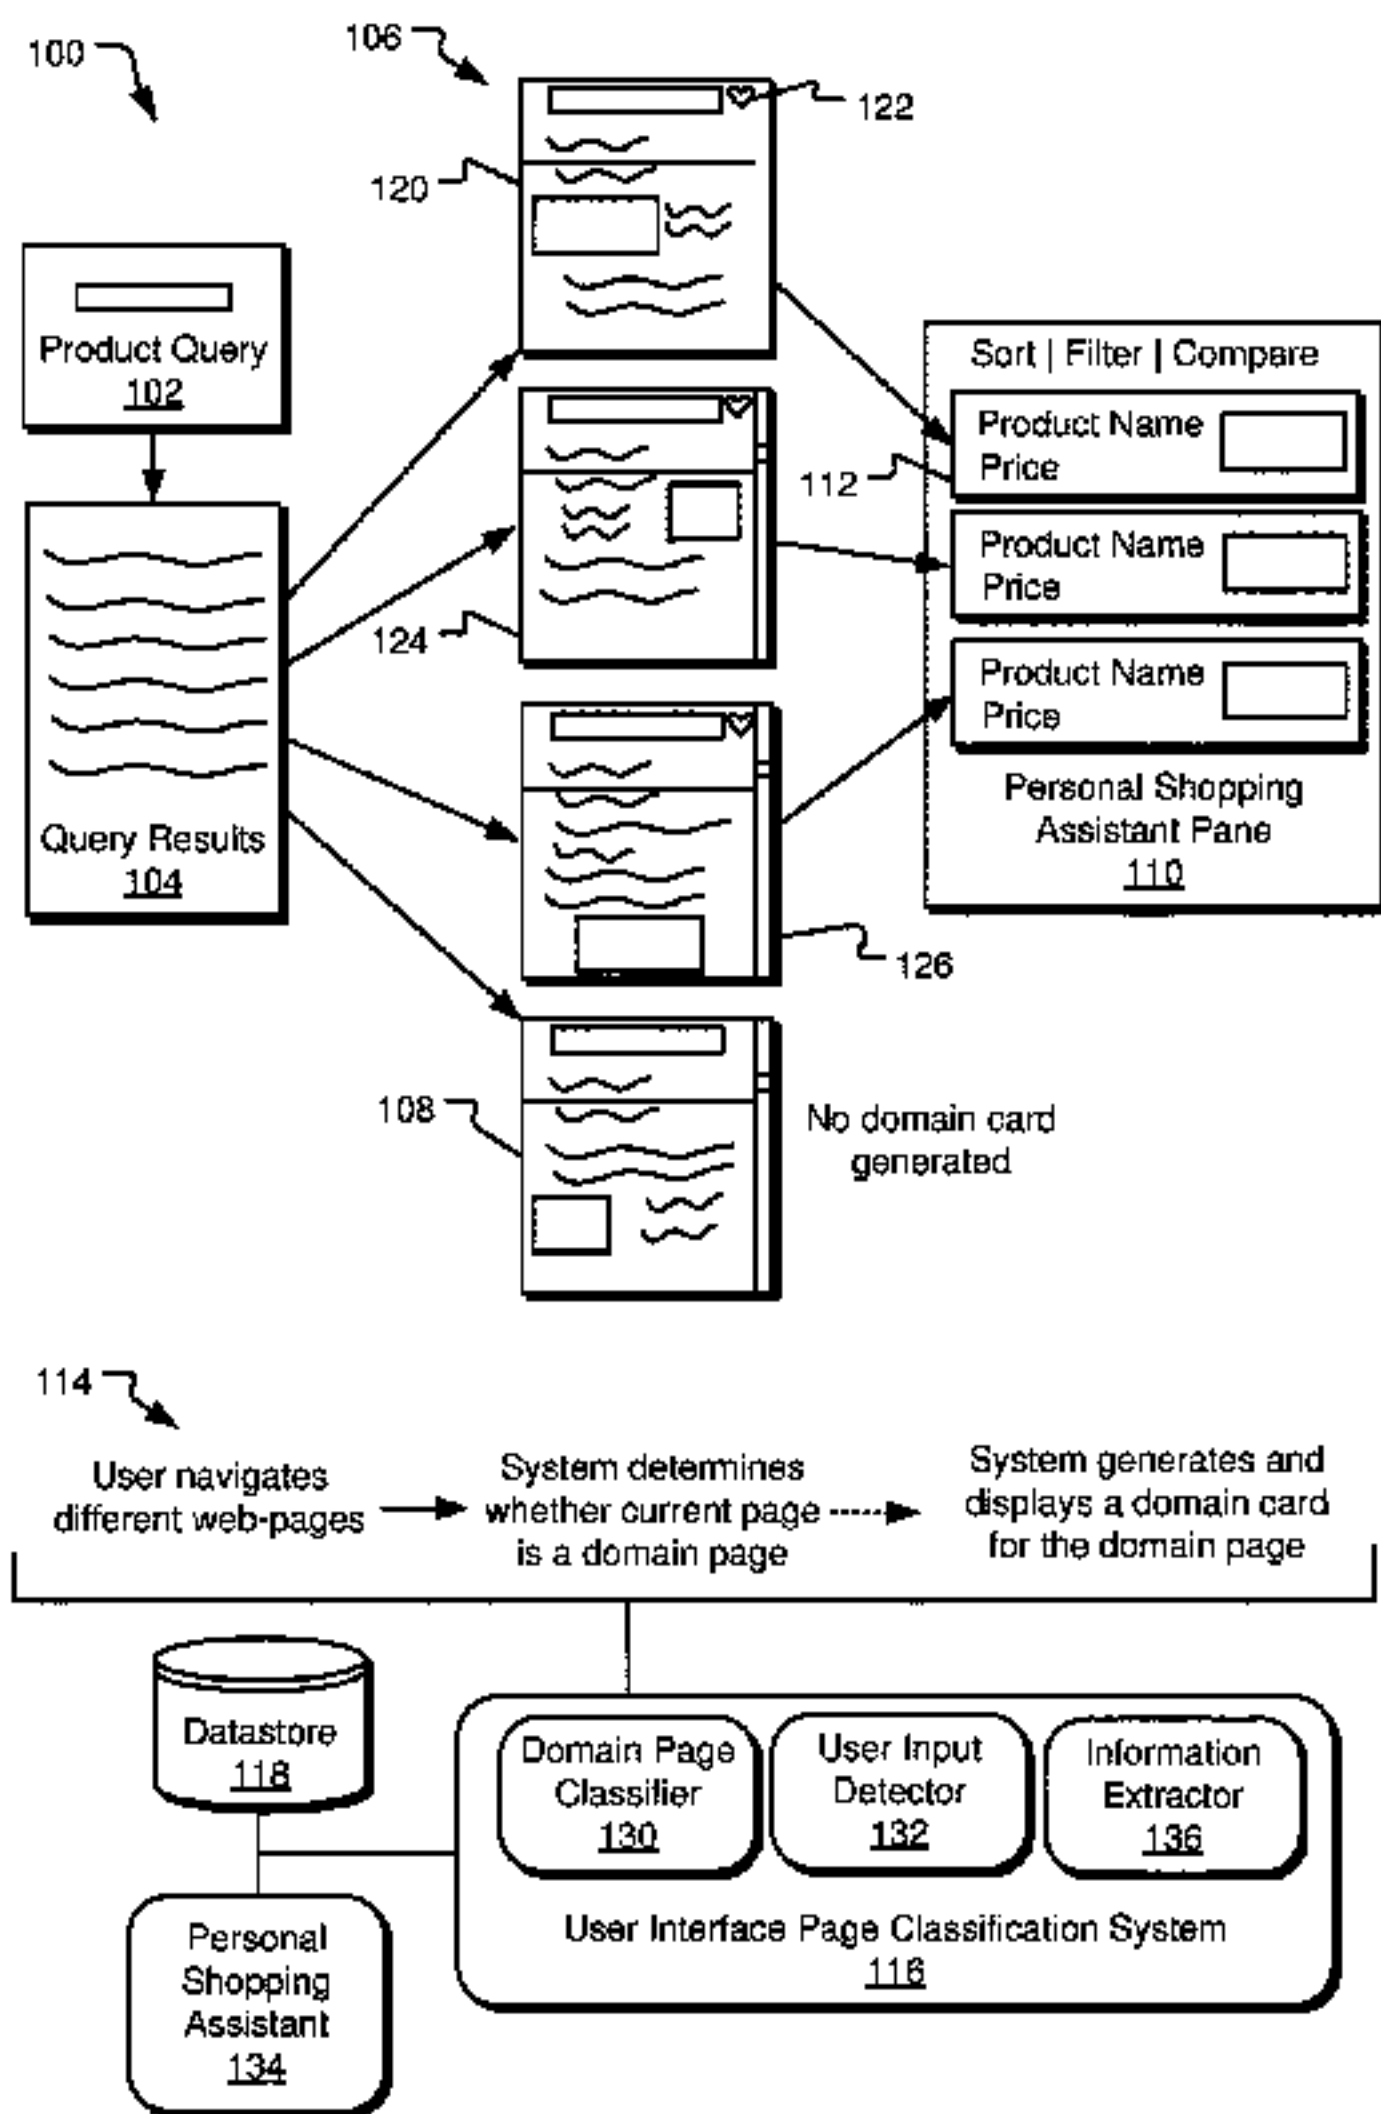 100
106
122
120
Product Query
102
Sort | Filter | Compare
Product Name
Price
112
Product Name
Price
124
Product Name
Price
Query Results
104
Personal Shopping
Assistant Pane
110
126
108
No domain card
generated
114
User navigates
different web-pages
System determines
whether current page
is a domain page
System generates and
displays a domain card
for the domain page
Datastore
118
Domain Page
Classifier
130
User Input
Detector
132
Information
Extractor
136
User Interface Page Classification System
116
Personal
Shopping
Assistant
134